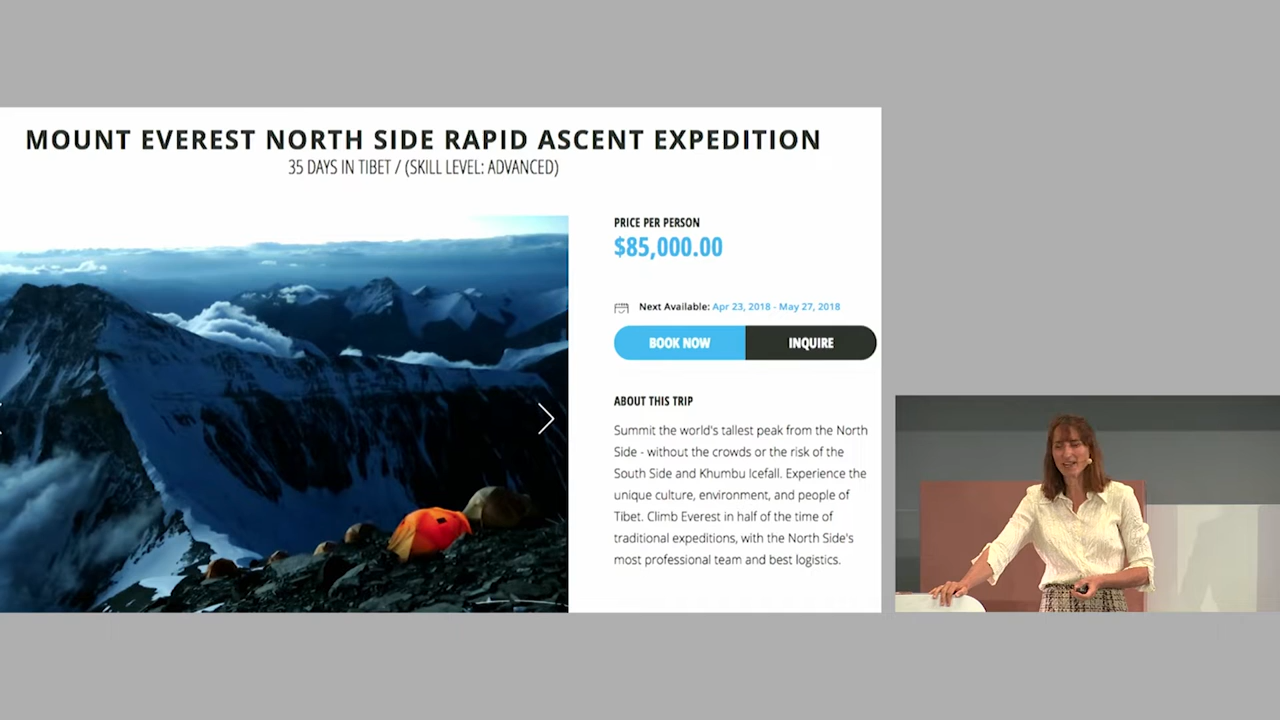 MOUNT EVEREST NORTH SIDE RAPID ASCENT EXPEDITION
35 DAYS IN TIBET / (SKILL LEVEL: ADVANCED)
PRICE PER PERSON
$85,000.00
Next Available: Apr 23, 2018 - May 27, 2018
BOOK NOW
INQUIRE
ABOUT THIS TRIP
Summit the world's tallest peak from the North
Side - without the crowds or the risk of the
South Side and Khumbu Icefall. Experience the
unique culture, environment, and people of
Tibet. Climb Everest in half of the time of
traditional expeditions, with the North Side's
most professional team and best logistics.